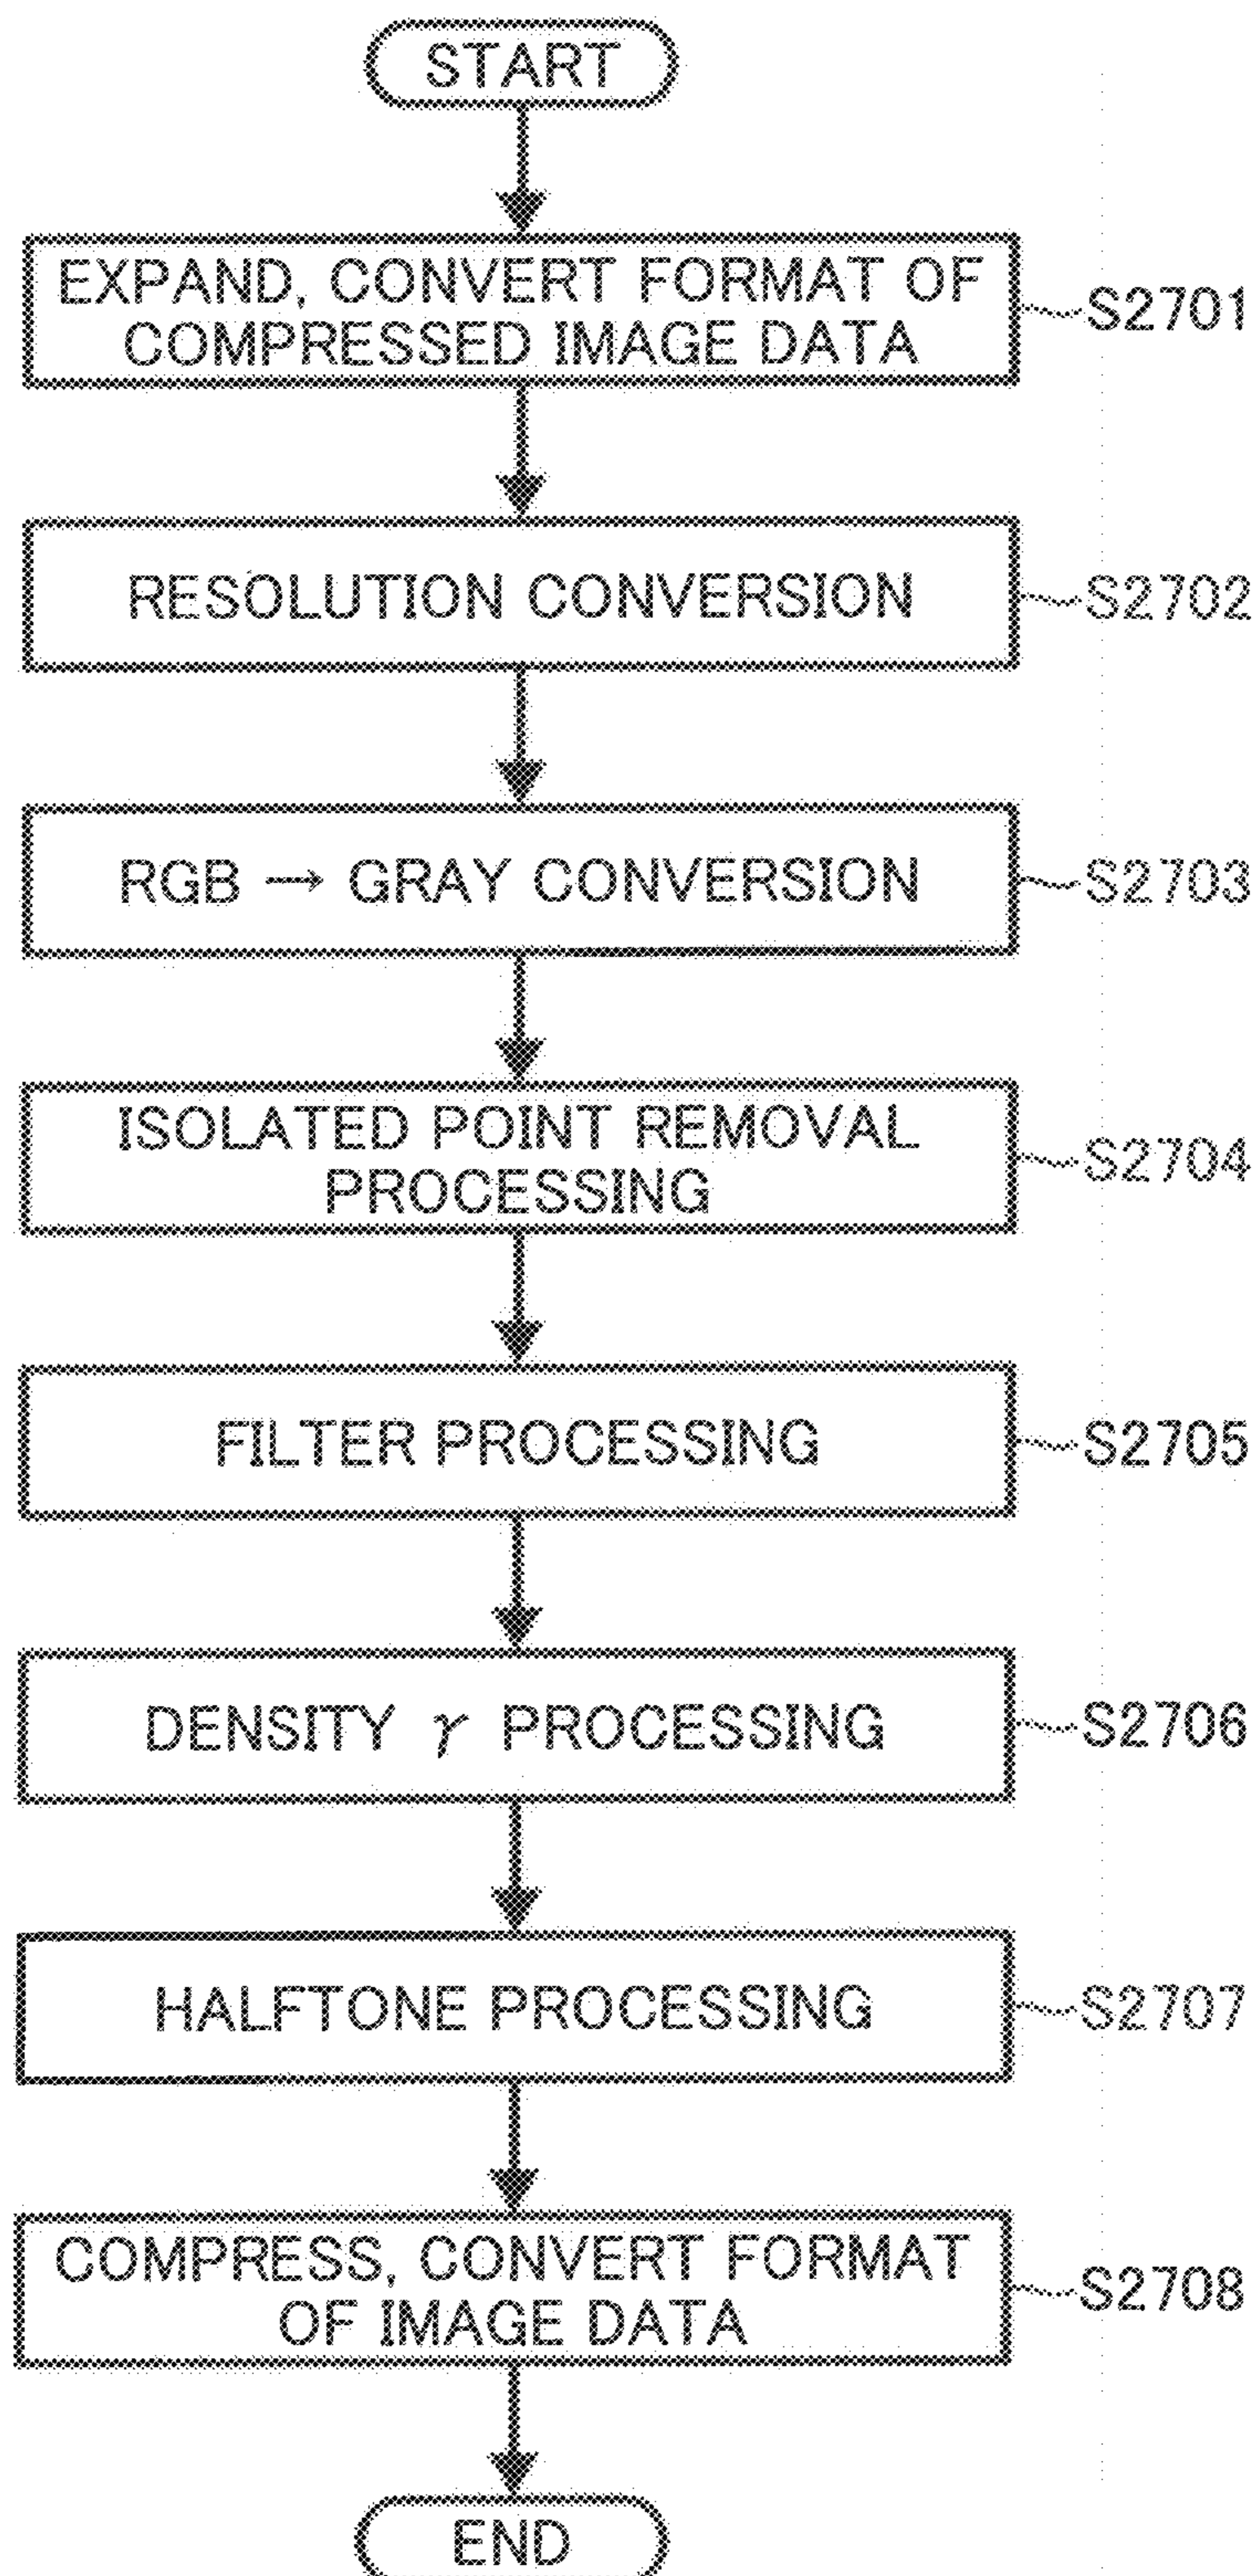 START
EXPAND, CONVERT FORMAT OF
COMPRESSED IMAGE DATA
S2701
RESOLUTION CONVERSION
S2702
RGB → GRAY CONVERSION
S2703
ISOLATED POINT REMOVAL
PROCESSING
S2704
FILTER PROCESSING
S2705
DENSITY γ PROCESSING
S2706
HALFTONE PROCESSING
S2707
COMPRESS, CONVERT FORMAT
OF IMAGE DATA
S2708
END